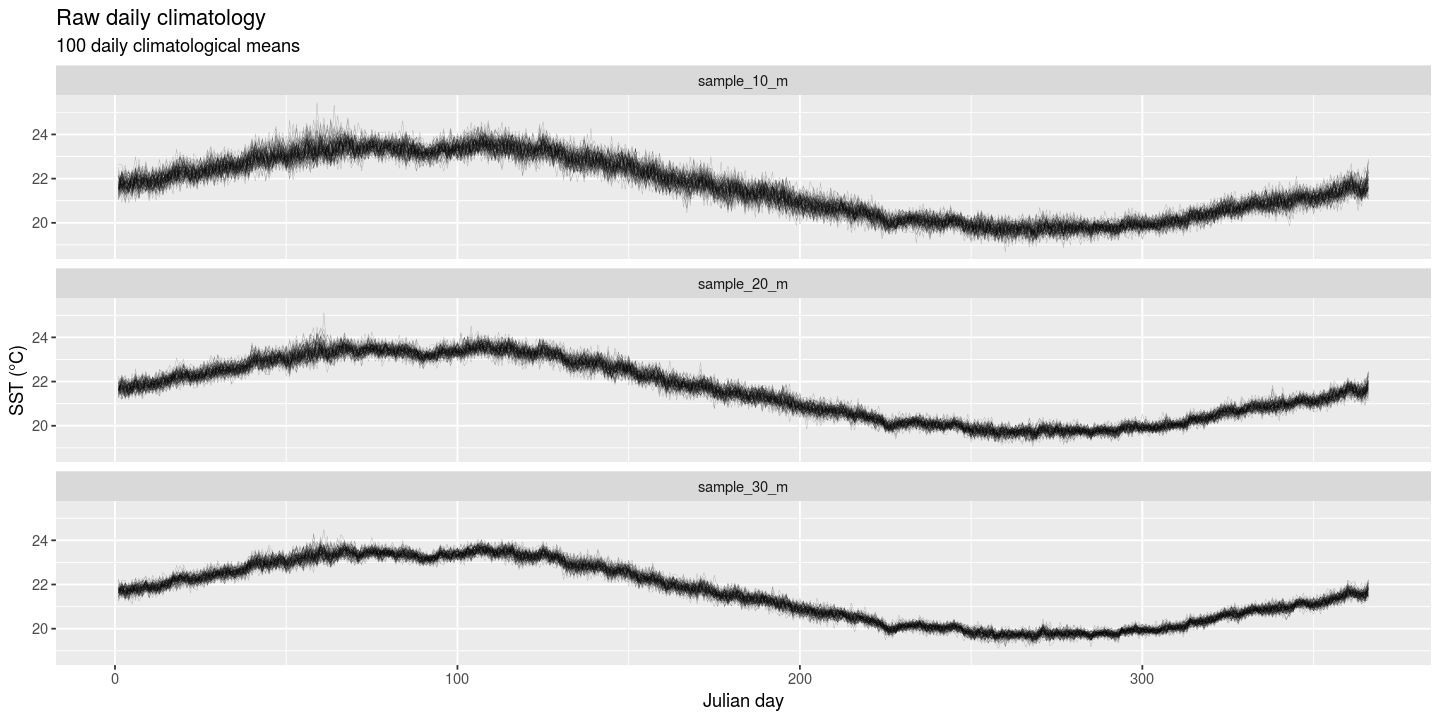 Raw daily climatology
100 daily climatological means
sample_10_m
24
22
20
sample_20_m
24
22
20
SST (°C)
sample_30_m
24
22
20
0 100 200 300
Julian day